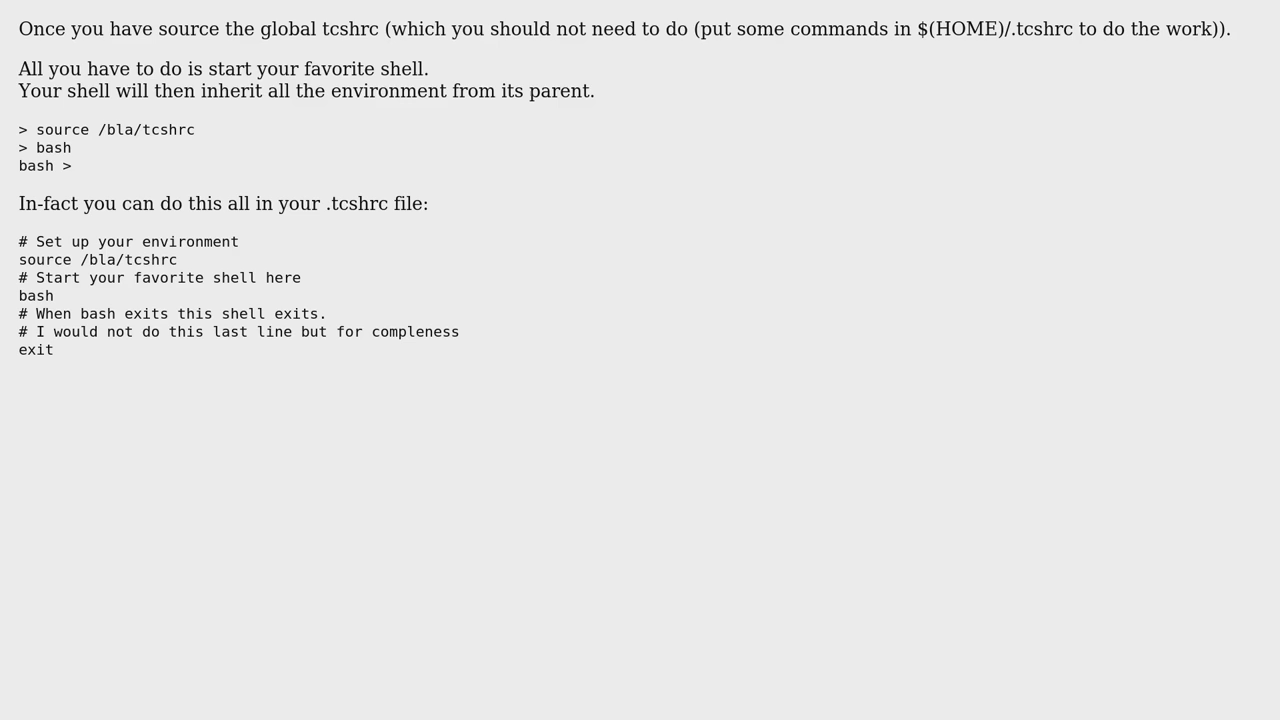 Once you have source the global tcshrc (which you should not need to do (put some commands in $(HOME)/.tcshrc to do the work)).
All you have to do is start your favorite shell.
Your shell will then inherit all the environment from its parent.
> source /bla/tcshrc
> bash
bash >
In-fact you can do this all in your .tcshrc file:
# Set up your environment
source /bla/tcshrc
# Start your favorite shell here
bash
# When bash exits this shell exits.
# I would not do this last line but for compleness
exit